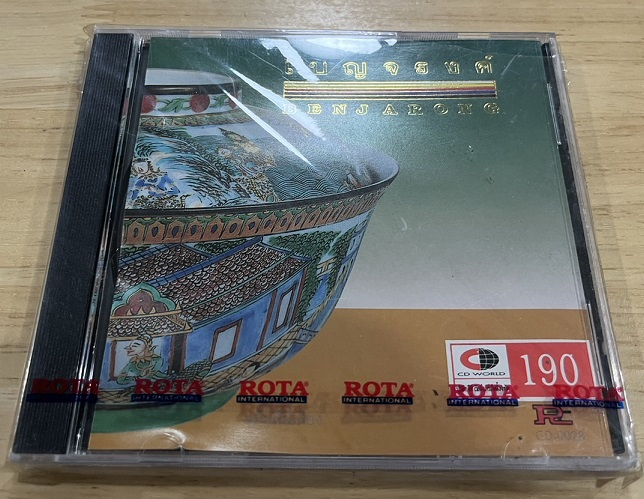 เบญจรงค์
BENJARONG
CD WORLD
190
ROTA INTERNATIONAL
ROTA INTERNATIONAL
ROTA INTERNATIONAL
ROTA INTERNATIONAL
ROTA INTERNATIONAL
ROTA INTERNATIONAL